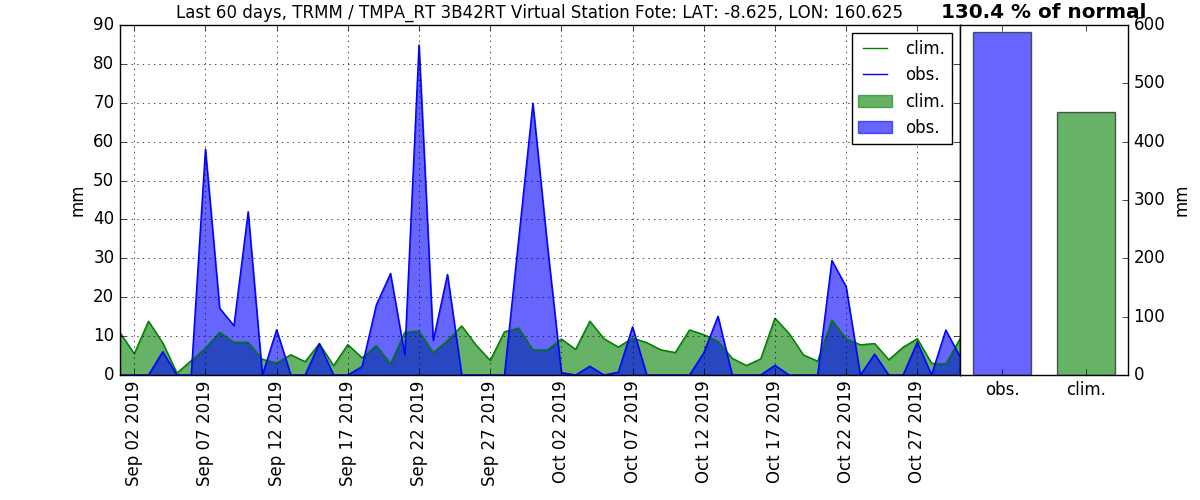 Last 60 days, TRMM / TMPA_RT 3B42RT Virtual Station Fote: LAT: -8.625, LON: 160.625
130.4 % of normal
90
80
70
60
50
40
30
20
10
0
mm
clim.
obs.
clim.
obs.
Sep 02 2019
Sep 07 2019
Sep 12 2019
Sep 17 2019
Sep 22 2019
Sep 27 2019
Oct 02 2019
Oct 07 2019
Oct 12 2019
Oct 17 2019
Oct 22 2019
Oct 27 2019
600
500
400
300
200
100
0
mm
obs.
clim.